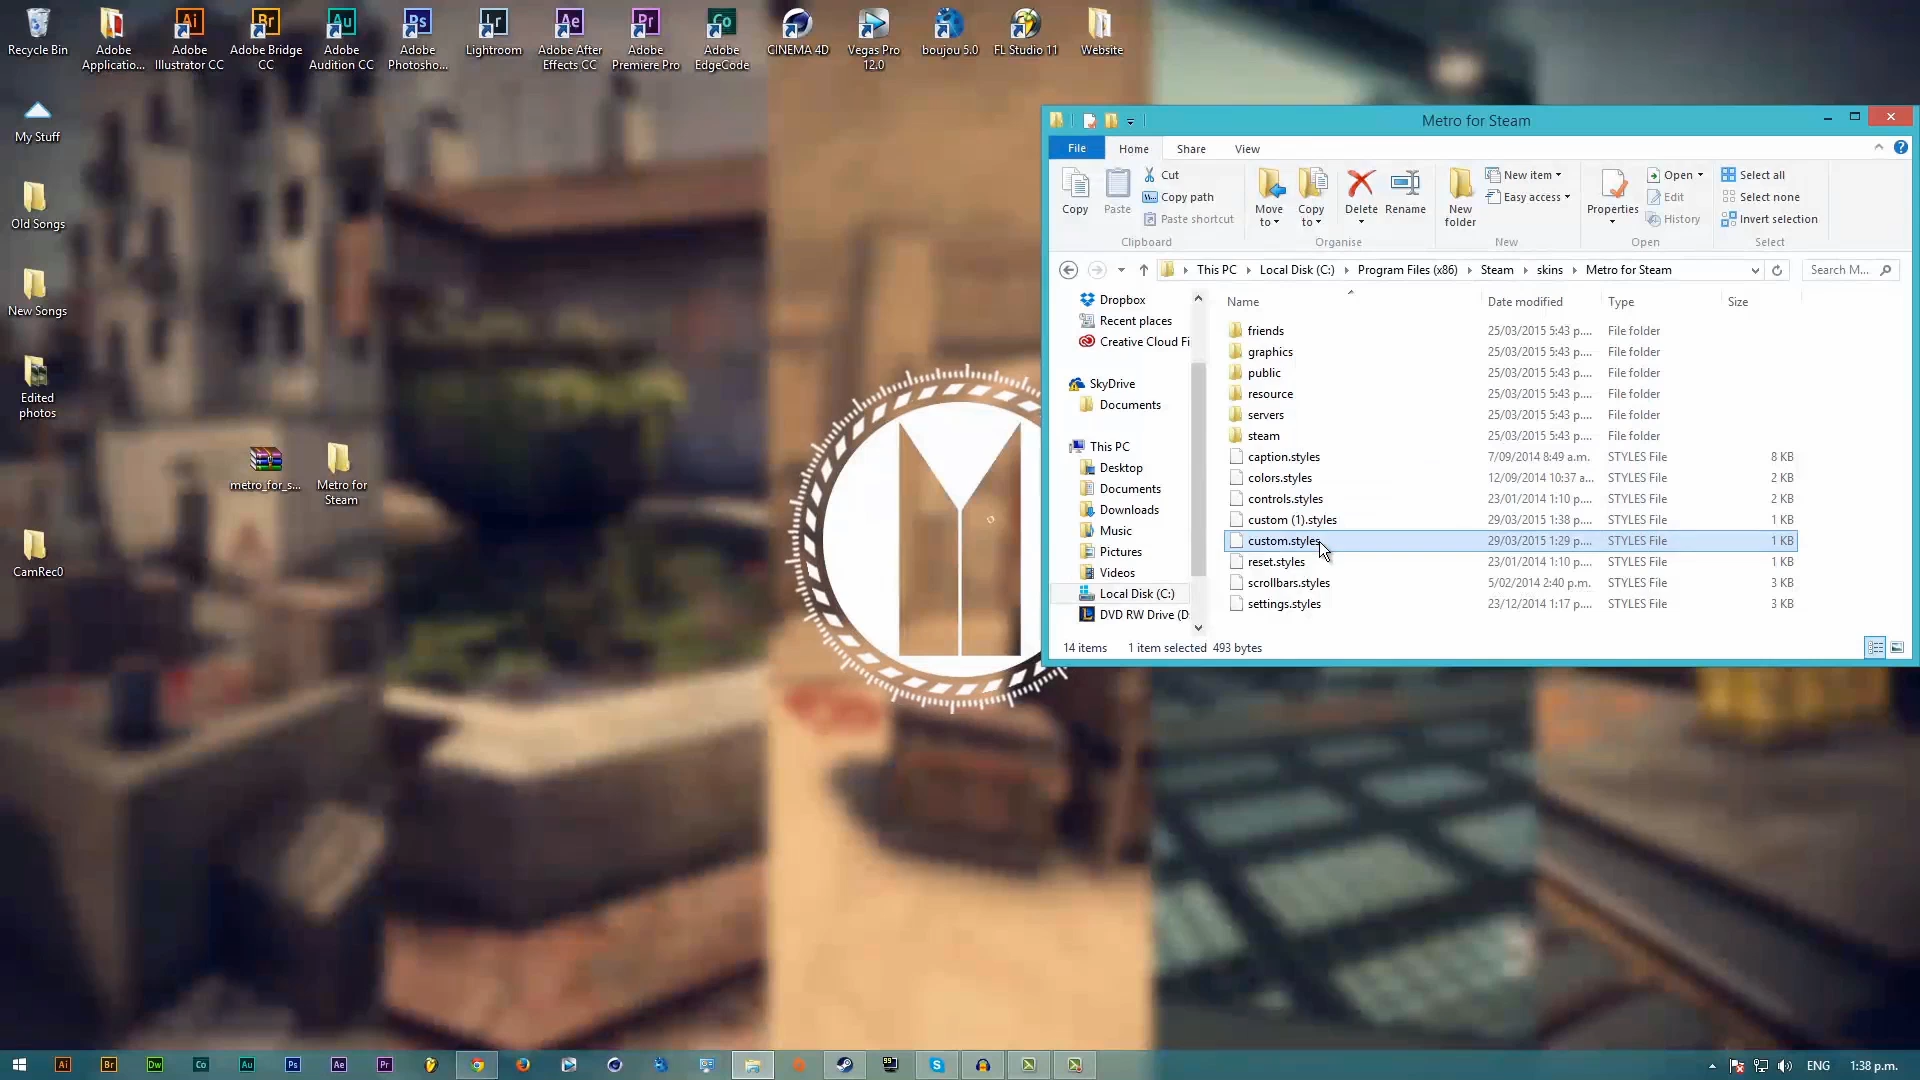 Recycle Bin
Adobe
Applicatio...
Adobe
Illustrator CC
Adobe Bridge
CC
Adobe
Audition CC
Adobe
Photosho...
Lightroom
Adobe After
Effects CC
Adobe
Premiere Pro
Adobe
EdgeCode
CINEMA 4D
Vegas Pro
12.0
boujou 5.0
FL Studio 11
Website
My Stuff
Old Songs
New Songs
Edited
photos
metro_for_s...
Metro for
Steam
CamRec0
Metro for Steam
File
Home
Share
View
Copy
Paste
Cut
Copy path
Paste shortcut
Clipboard
Move
to
Copy
to
Delete
Rename
Organise
New
folder
New item
Easy access
New
Properties
Open
Edit
History
Open
Select all
Select none
Invert selection
Select
This PC
Local Disk (C:)
Program Files (x86)
Steam
skins
Metro for Steam
Search M...
Dropbox
Recent places
Creative Cloud Fi
SkyDrive
Documents
This PC
Desktop
Documents
Downloads
Music
Pictures
Videos
Local Disk (C:)
DVD RW Drive (D:
Name Date modified Type Size
friends 25/03/2015 5:43 p.... File folder
graphics 25/03/2015 5:43 p.... File folder
public 25/03/2015 5:43 p.... File folder
resource 25/03/2015 5:43 p.... File folder
servers 25/03/2015 5:43 p.... File folder
steam 25/03/2015 5:43 p.... File folder
caption.styles 7/09/2014 8:49 a.m. STYLES File 8 KB
colors.styles 12/09/2014 10:37 a... STYLES File 2 KB
controls.styles 23/01/2014 1:10 p.... STYLES File 2 KB
custom (1).styles 29/03/2015 1:38 p.... STYLES File 1 KB
custom.styles 29/03/2015 1:29 p.... STYLES File 1 KB
reset.styles 23/01/2014 1:10 p.... STYLES File 1 KB
scrollbars.styles 5/02/2014 2:40 p.m. STYLES File 3 KB
settings.styles 23/12/2014 1:17 p.... STYLES File 3 KB
14 items 1 item selected 493 bytes
Ai
Br
Dw
Co
Au
Ps
Ae
Pr
99
ENG
1:38 p.m.